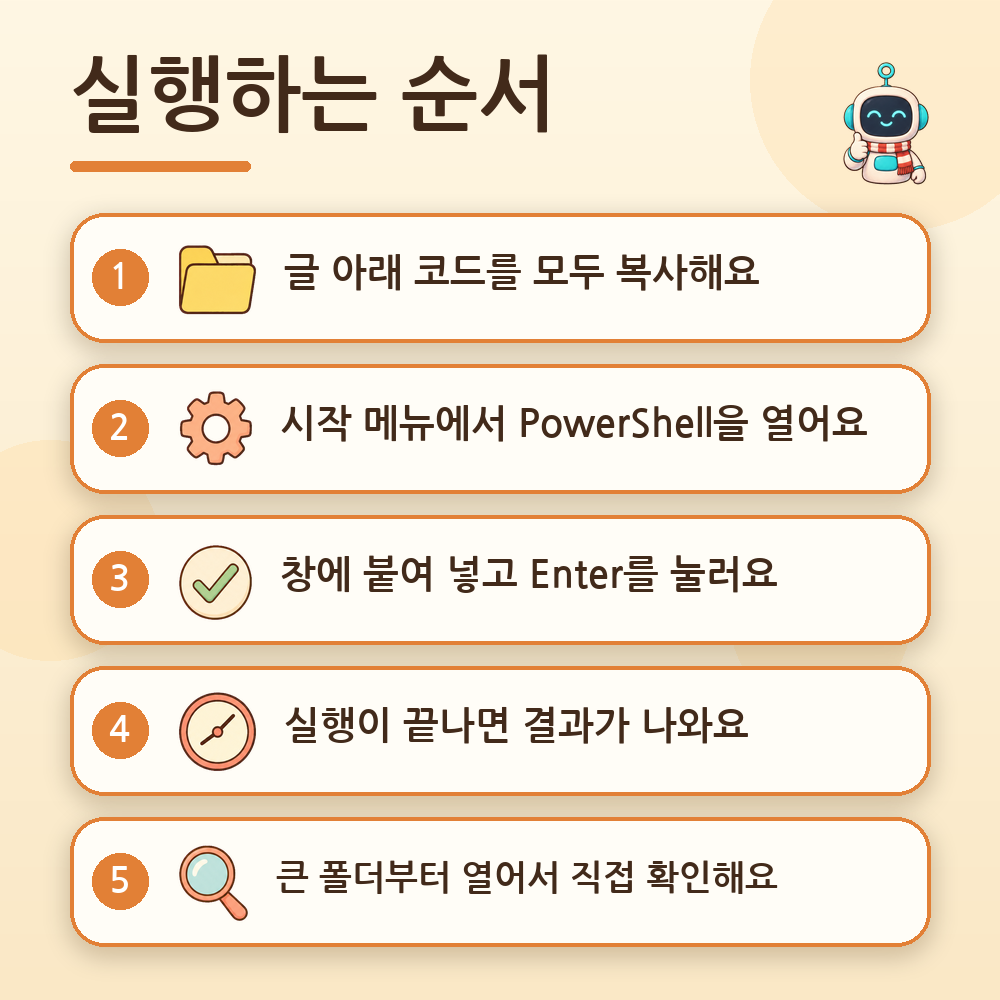 실행하는 순서
1 글 아래 코드를 모두 복사해요
2 시작 메뉴에서 PowerShell을 열어요
3 창에 붙여 넣고 Enter를 눌러요
4 실행이 끝나면 결과가 나와요
5 큰 폴더부터 열어서 직접 확인해요